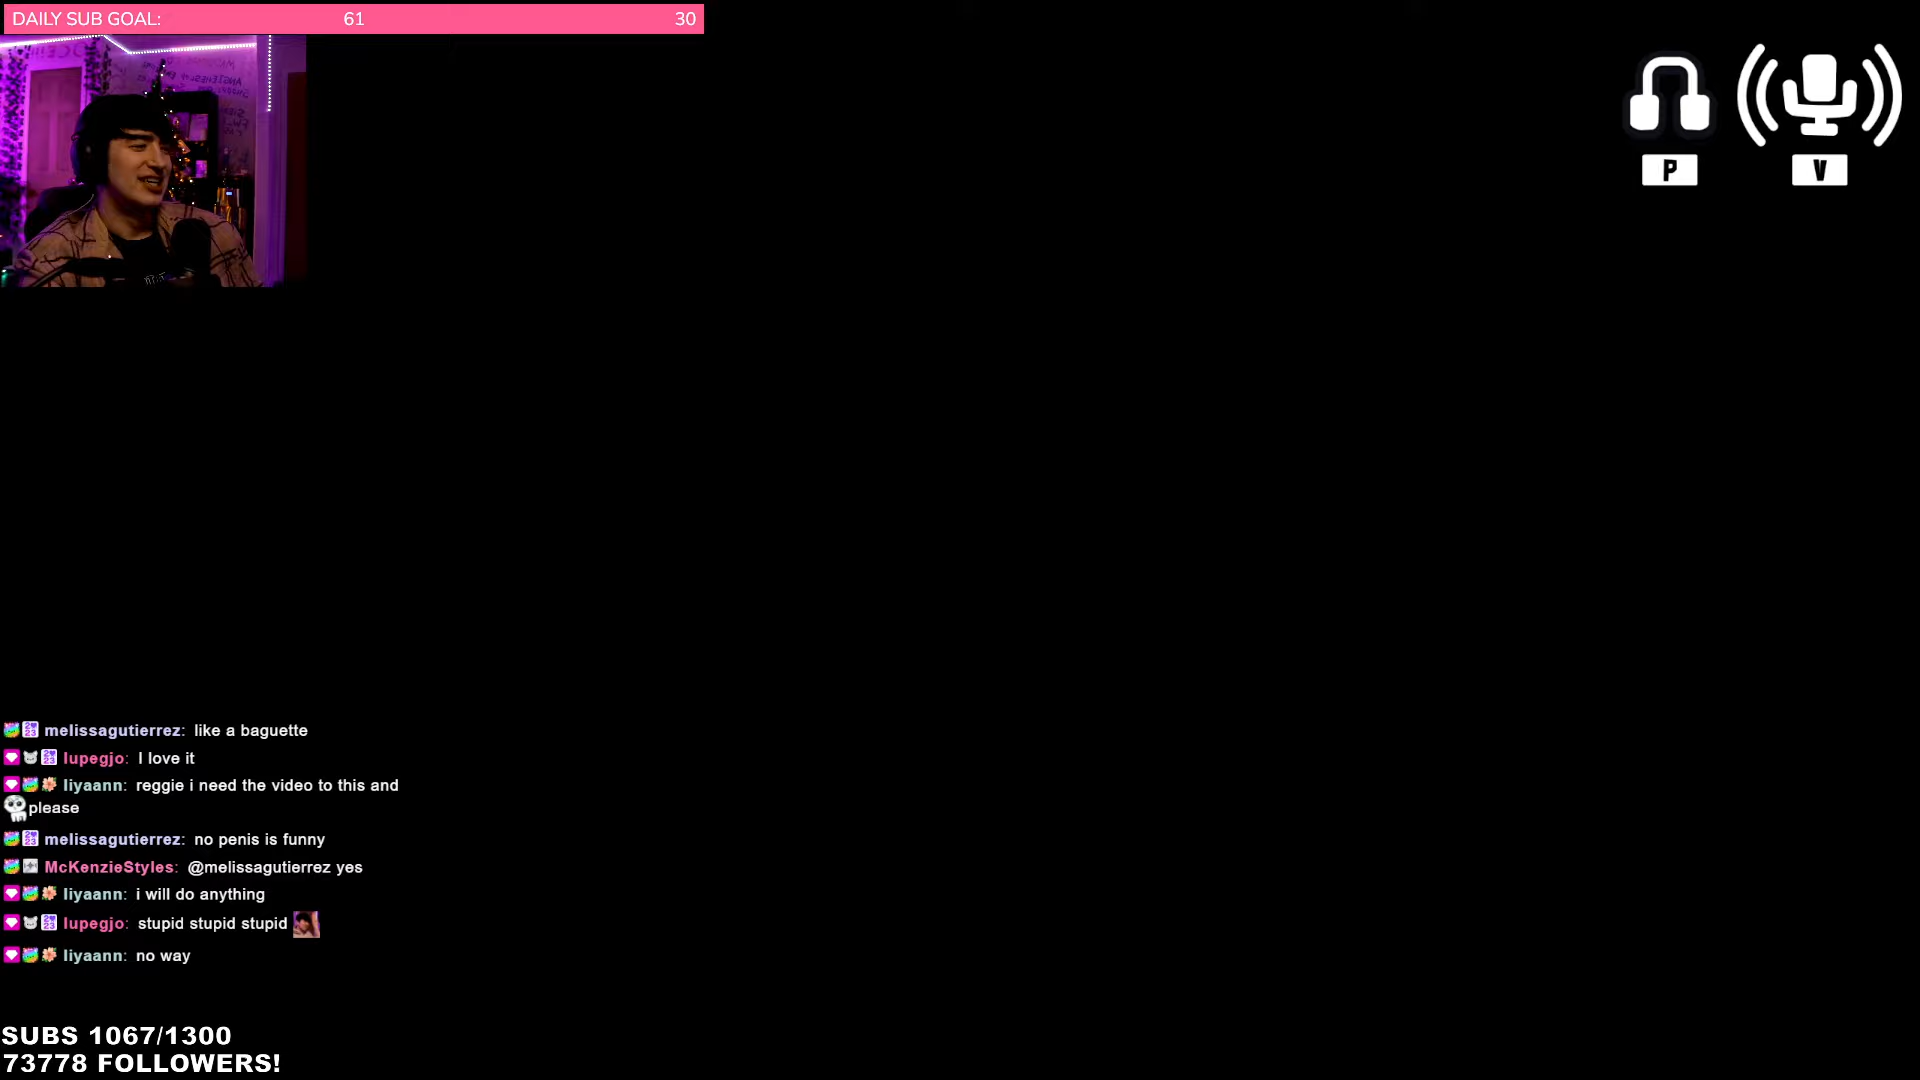 DAILY SUB GOAL: 61 30
P V
melissagutierrez: like a baguette
lupegjo: I love it
liyaann: reggie i need the video to this and
please
melissagutierrez: no penis is funny
McKenzieStyles: @melissagutierrez yes
liyaann: i will do anything
lupegjo: stupid stupid stupid
liyaann: no way
SUBS 1067/1300
73778 FOLLOWERS!